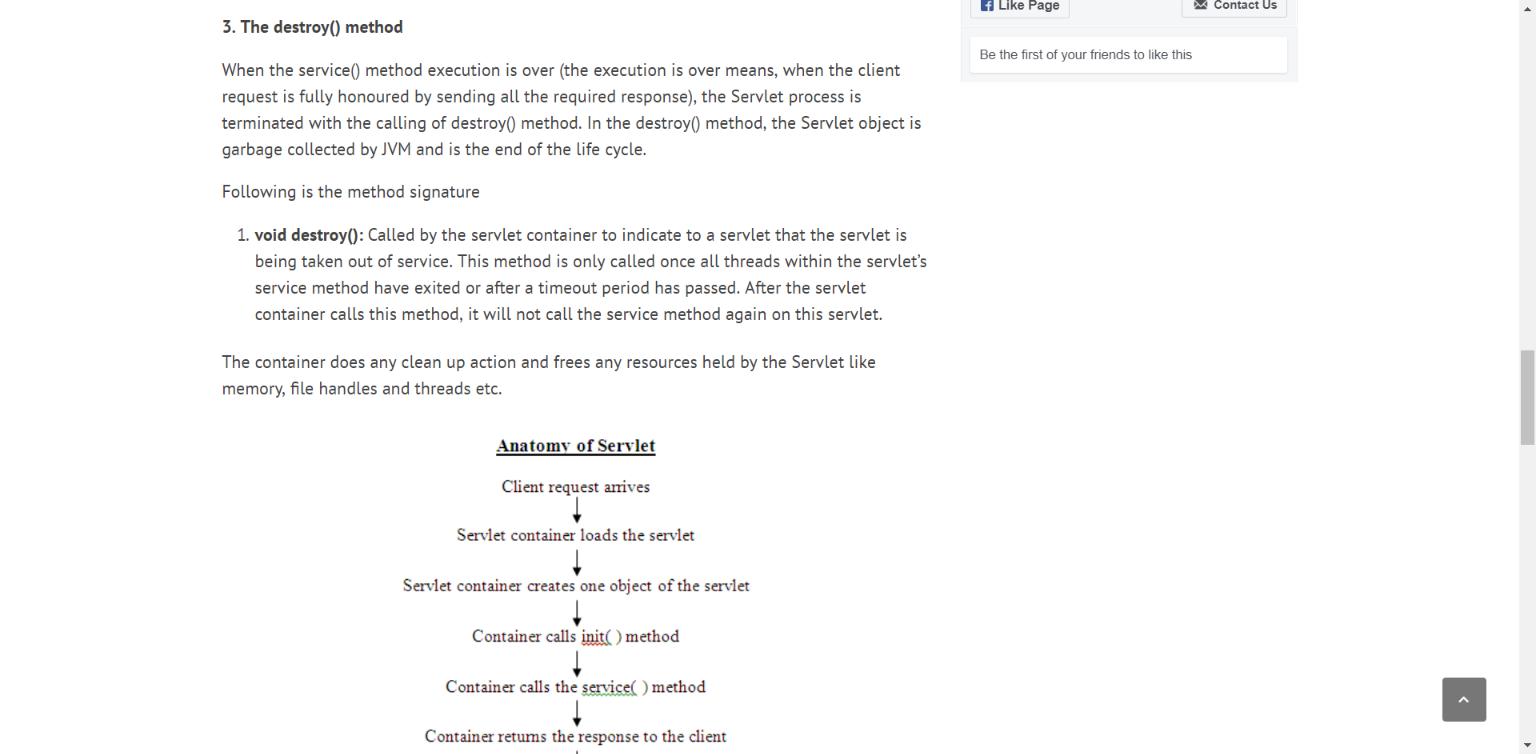 3. The destroy() method
Like Page
Contact Us
Be the first of your friends to like this
When the service() method execution is over (the execution is over means, when the client
request is fully honoured by sending all the required response), the Servlet process is
terminated with the calling of destroy() method. In the destroy() method, the Servlet object is
garbage collected by JVM and is the end of the life cycle.
Following is the method signature
1. void destroy(): Called by the servlet container to indicate to a servlet that the servlet is
being taken out of service. This method is only called once all threads within the servlet’s
service method have exited or after a timeout period has passed. After the servlet
container calls this method, it will not call the service method again on this servlet.
The container does any clean up action and frees any resources held by the Servlet like
memory, file handles and threads etc.
Anatomy of Servlet
Client request arrives
Servlet container loads the servlet
Servlet container creates one object of the servlet
Container calls init( ) method
Container calls the service( ) method
Container returns the response to the client